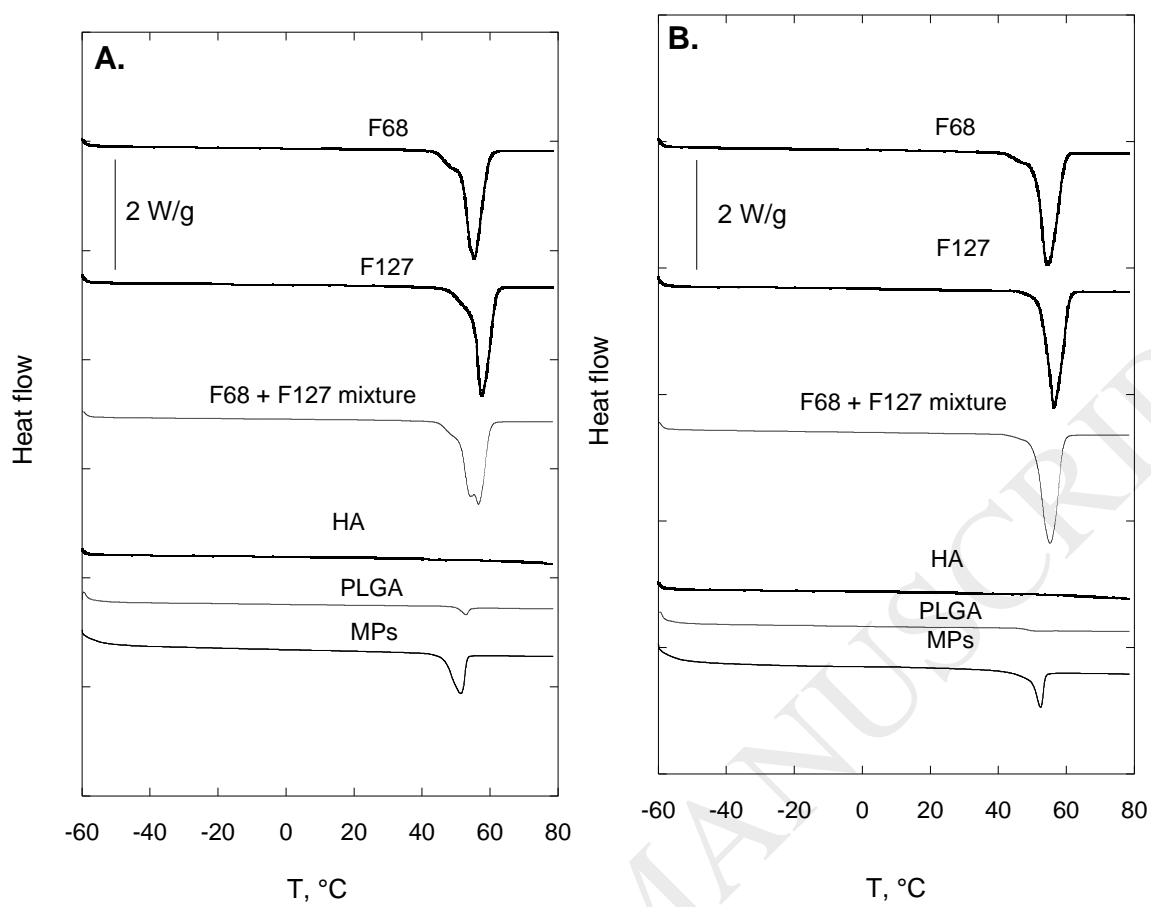 A.
F68
2 W/g
F127
F68 + F127 mixture
HA
PLGA
MPs
Heat flow
-60 -40 -20 0 20 40 60 80
T, °C
B.
F68
2 W/g
F127
F68 + F127 mixture
HA
PLGA
MPs
Heat flow
-60 -40 -20 0 20 40 60 80
T, °C